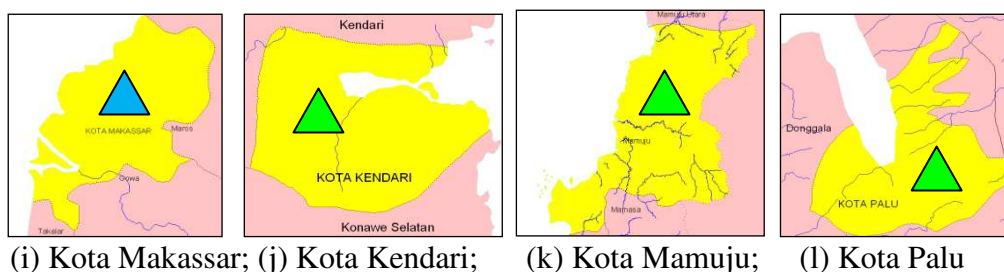 KOTA MAKASSAR
Maros
Gowa
Takalar
Kendari
KOTA KENDARI
Konawe Selatan
Mamuju Utara
Mamuju
Mamasa
Donggala
KOTA PALU
(i) Kota Makassar; (j) Kota Kendari; (k) Kota Mamuju; (l) Kota Palu